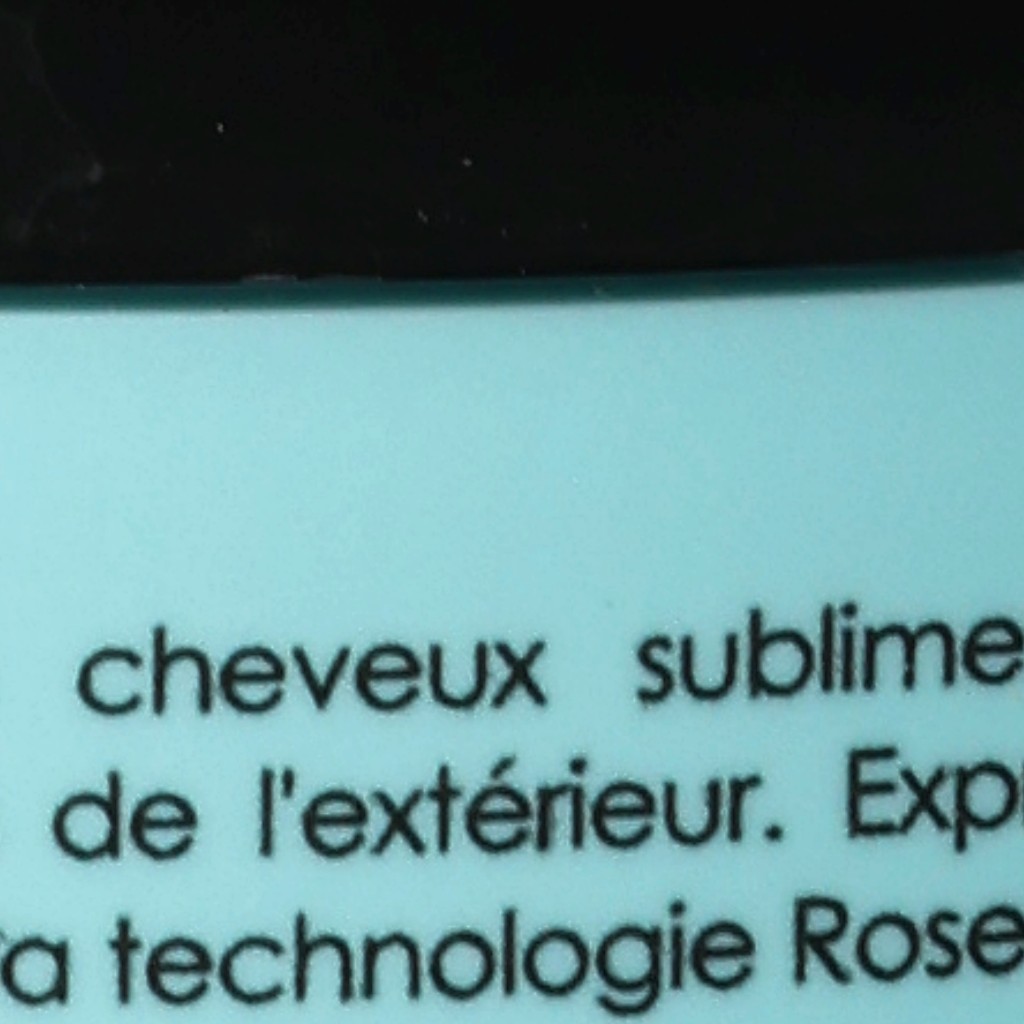 cheveux sublime
de l'extérieur. Exp
a technologie Rose